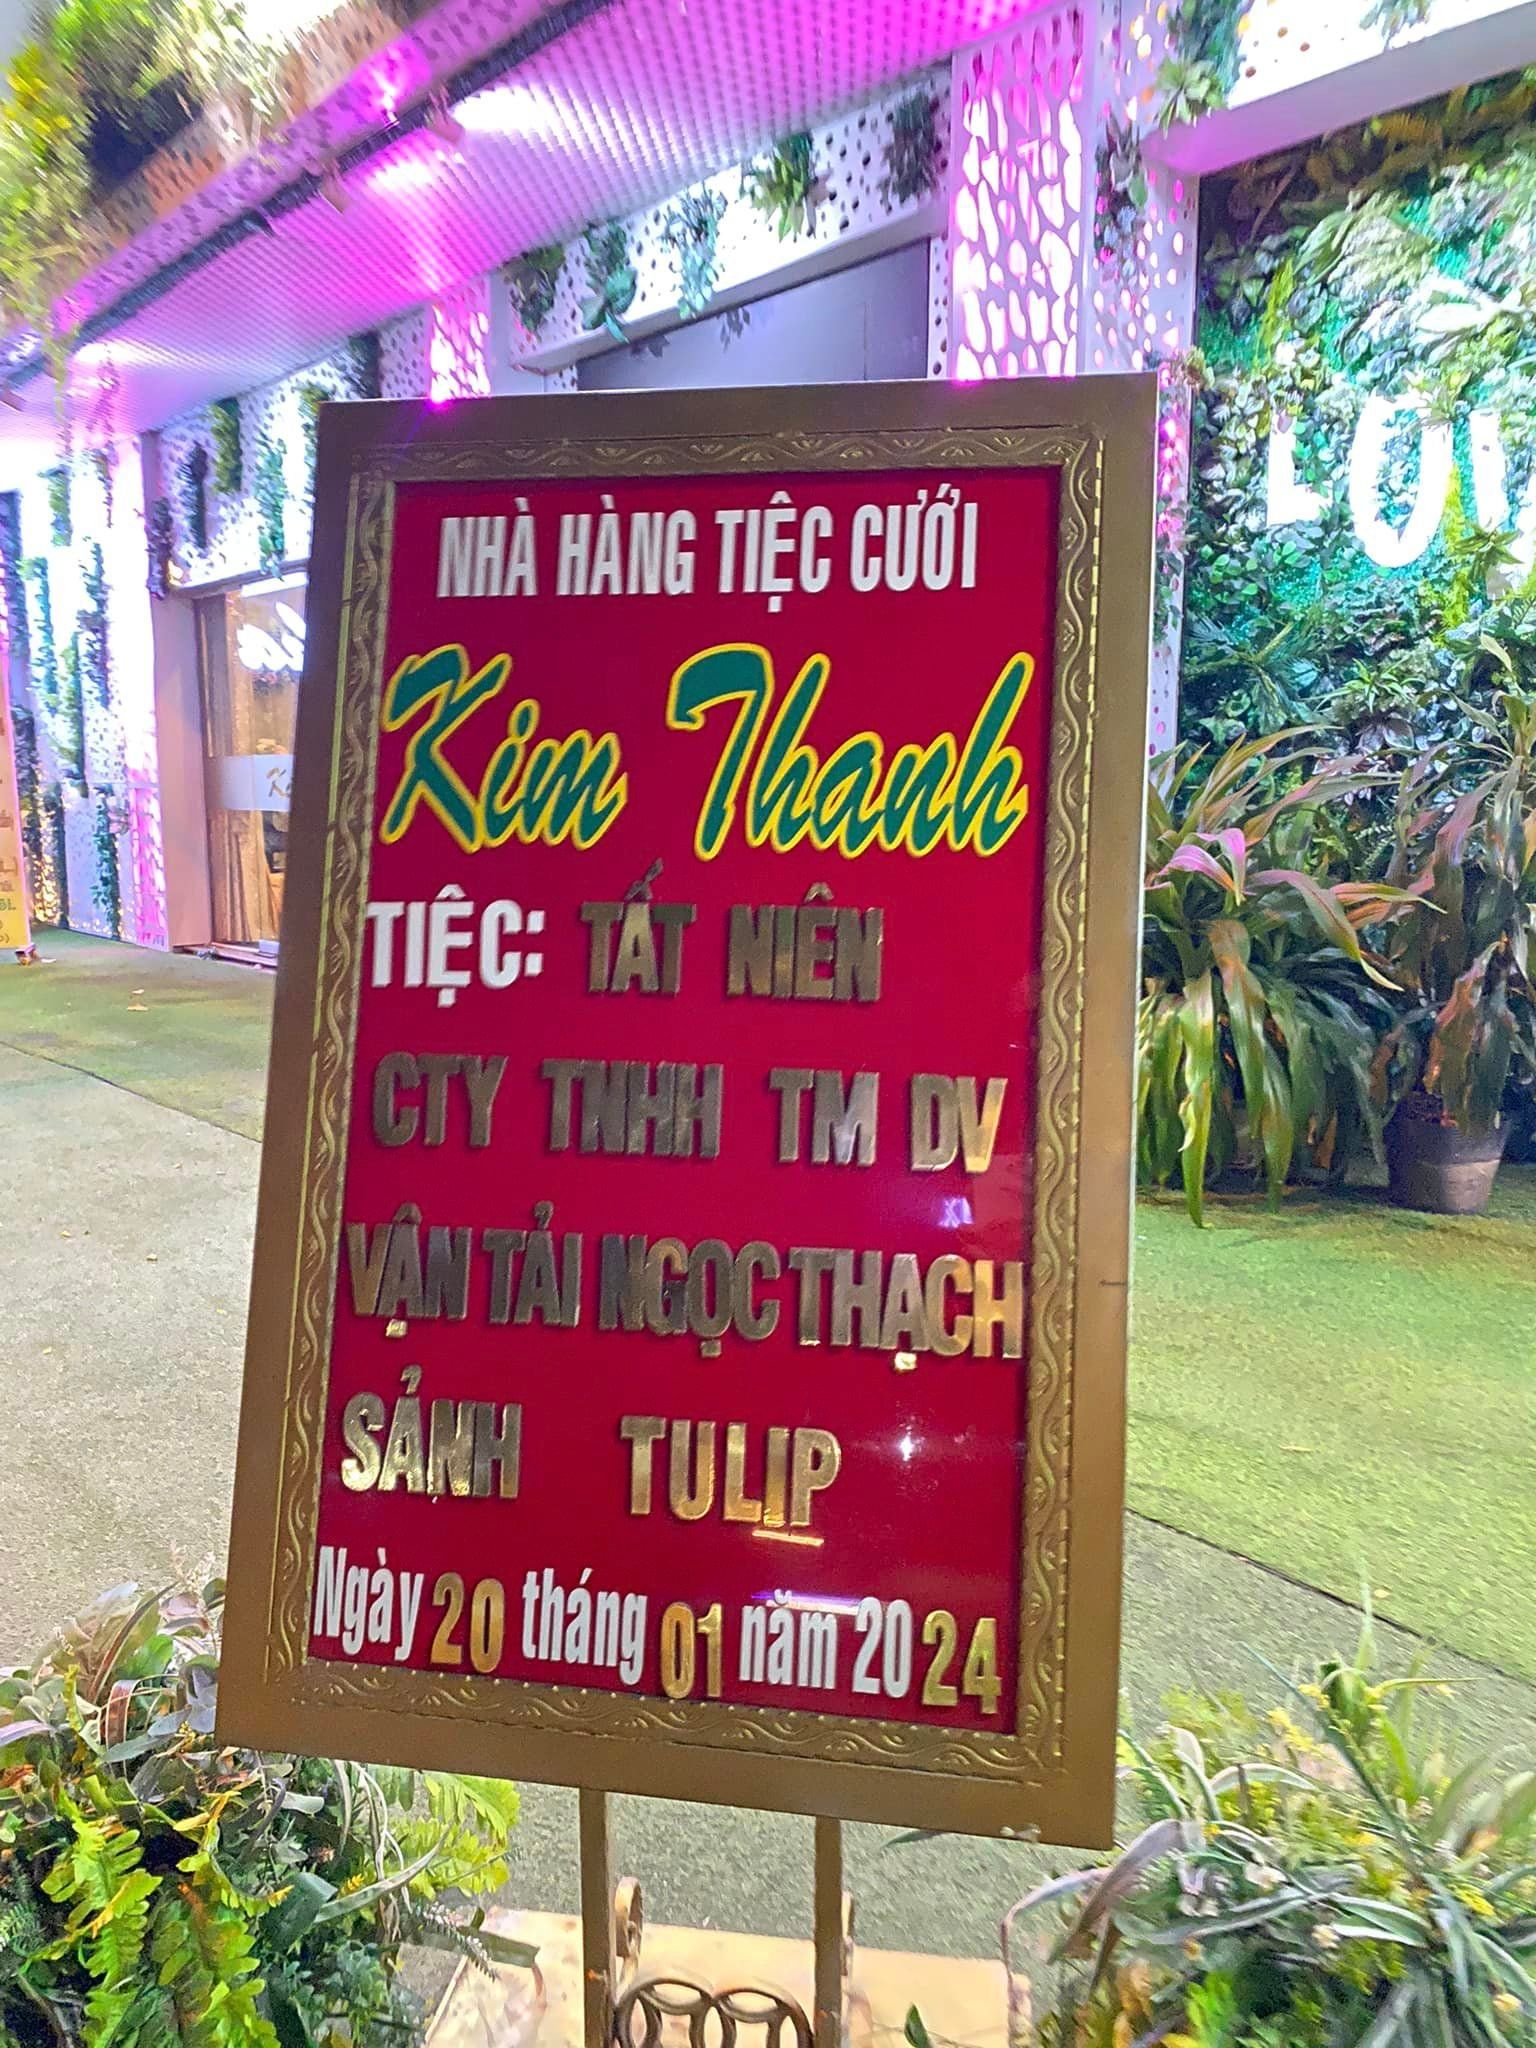 NHÀ HÀNG TIỆC CƯỚI
Kim Thanh
TIỆC: TẤT NIÊN
CTY TNHH TM DV
VẬN TẢI NGỌC THẠCH
SẢNH TULIP
Ngày 20 tháng 01 năm 2024